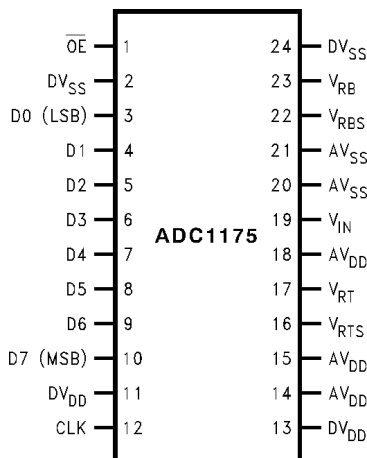 OE 1 24 DVSS
DVSS 2 23 VRB
D0 (LSB) 3 22 VRBS
D1 4 21 AVSS
D2 5 20 AVSS
D3 6 19 VIN
ADC1175
D4 7 18 AVDD
D5 8 17 VRT
D6 9 16 VRTS
D7 (MSB) 10 15 AVDD
DVDD 11 14 AVDD
CLK 12 13 DVDD